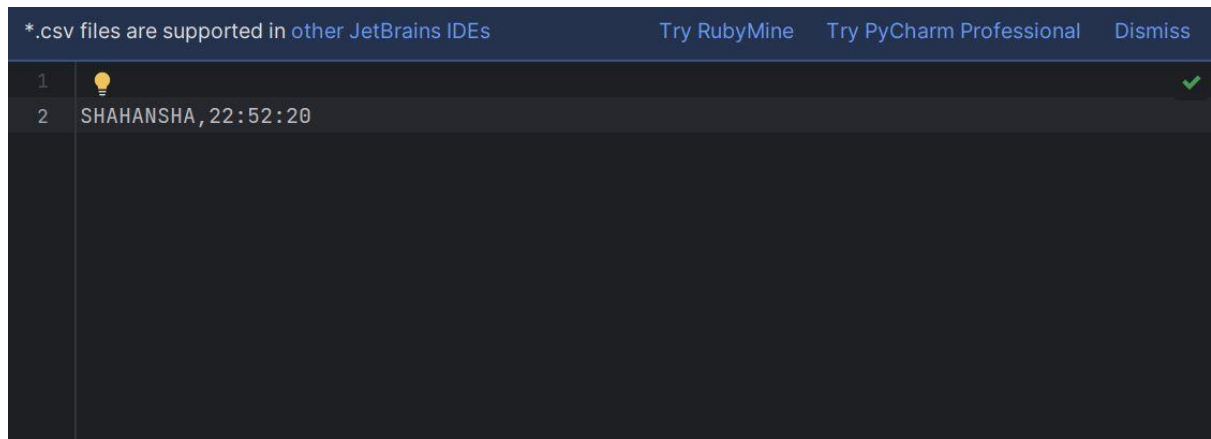 *.csv files are supported in other JetBrains IDEs Try RubyMine Try PyCharm Professional Dismiss
1
2 SHAHANSHA,22:52:20